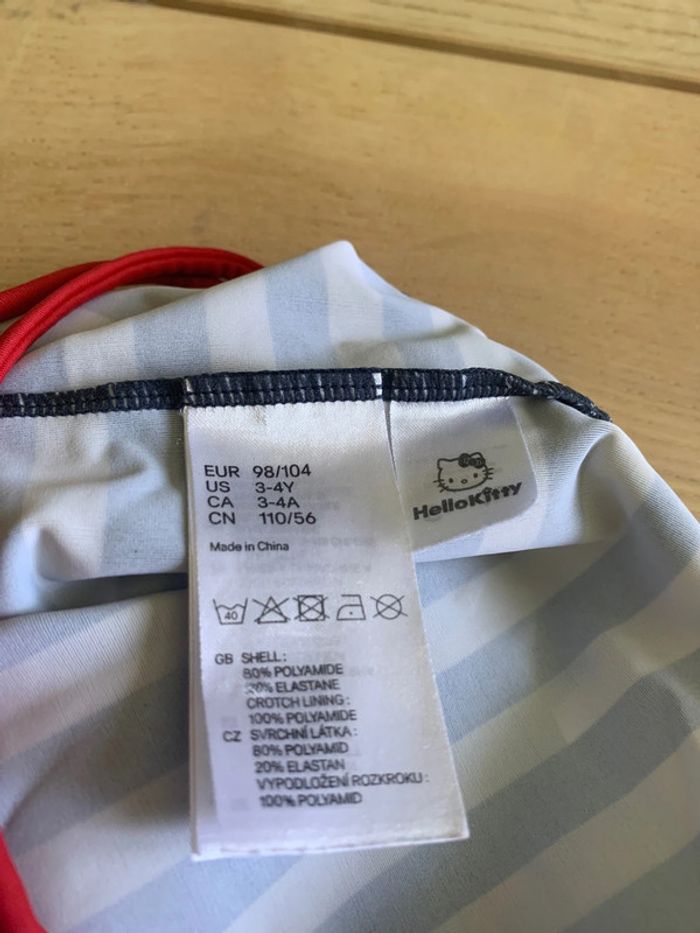 EUR 98/104
US 3-4Y
CA 3-4A
CN 110/56
Made in China
HelloKitty
40
GB SHELL:
80% POLYAMIDE
20% ELASTANE
CROTCH LINING:
100% POLYAMIDE
CZ SVRCHNÍ LÁTKA:
80% POLYAMID
20% ELASTAN
VYPODLOŽENÍ ROZKROKU:
100% POLYAMID